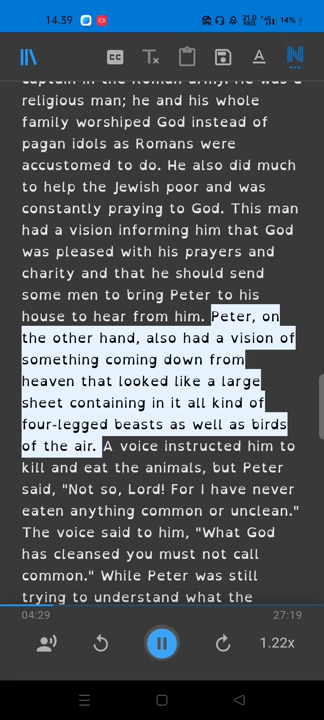 14.39
14%
CC
captain in the Roman army. He was a
religious man; he and his whole
family worshiped God instead of
pagan idols as Romans were
accustomed to do. He also did much
to help the Jewish poor and was
constantly praying to God. This man
had a vision informing him that God
was pleased with his prayers and
charity and that he should send
some men to bring Peter to his
house to hear from him. Peter, on
the other hand, also had a vision of
something coming down from
heaven that looked like a large
sheet containing in it all kind of
four-legged beasts as well as birds
of the air. A voice instructed him to
kill and eat the animals, but Peter
said, "Not so, Lord! For I have never
eaten anything common or unclean."
The voice said to him, "What God
has cleansed you must not call
common." While Peter was still
trying to understand what the
04:29 27:19
1.22x